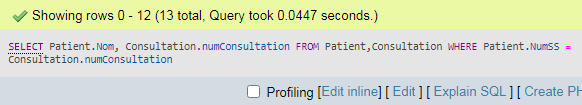 Showing rows 0 - 12 (13 total, Query took 0.0447 seconds.)
SELECT Patient.Nom, Consultation.numConsultation FROM Patient,Consultation WHERE Patient.NumSS =
Consultation.numConsultation
Profiling [Edit inline] [ Edit ] [ Explain SQL ] [ Create PH